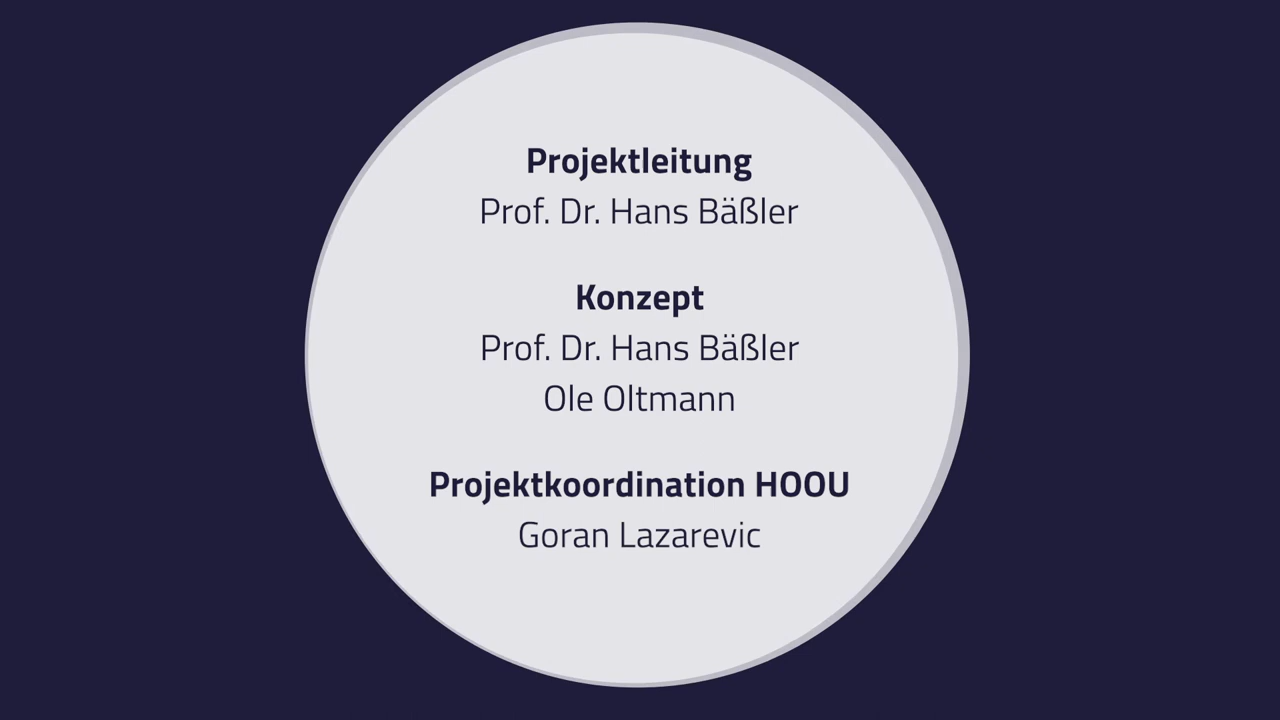 Projektleitung
Prof. Dr. Hans Bäßler
Konzept
Prof. Dr. Hans Bäßler
Ole Oltmann
Projektkoordination HOOU
Goran Lazarevic